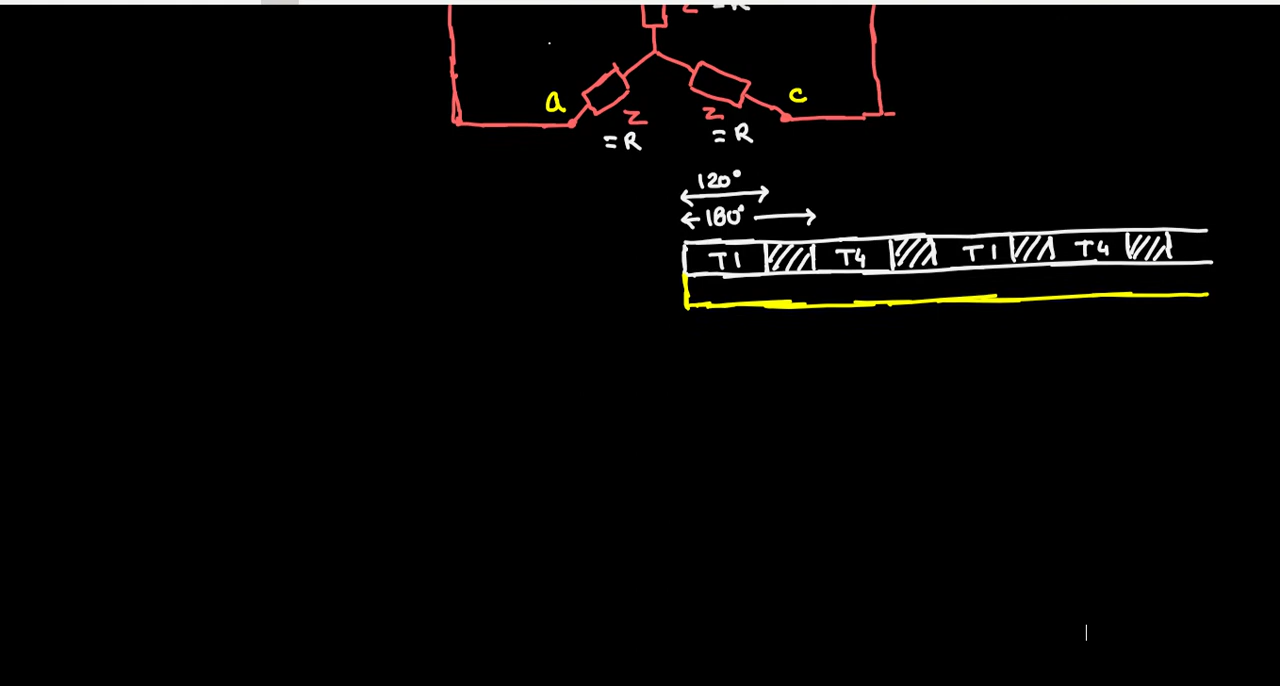 Z = R
a
c
Z
Z
= R
= R
120°
180°
T1 T4 T1 T4